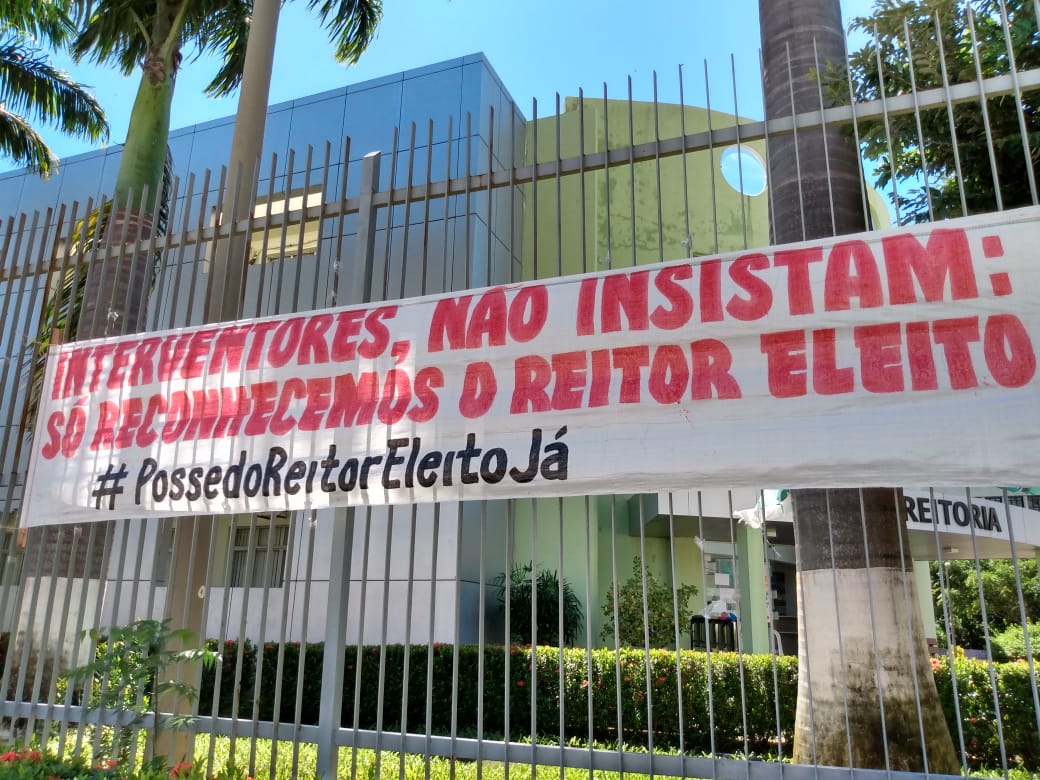 INTERVENTORES, NÃO INSISTAM:
SÓ RECONHECEMOS O REITOR ELEITO
# PossedoReitorEleitoJá
REITORIA